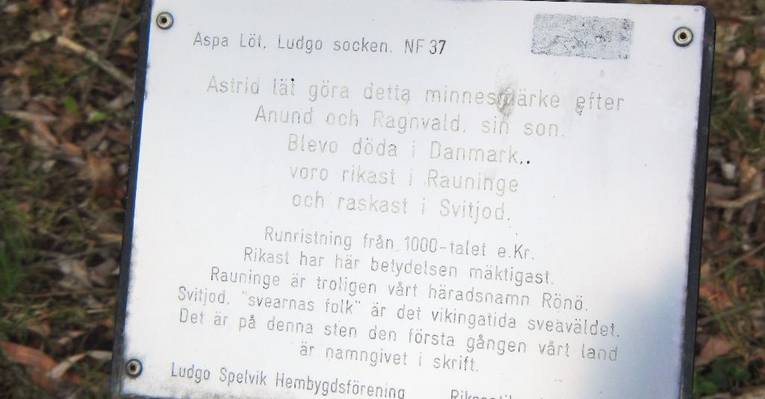 Aspa Löt, Ludgo socken. NF 37
Astrid lät göra detta minnesmärke efter
Anund och Ragnvald, sin son.
Blevo döda i Danmark,
voro rikast i Rauninge
och raskast i Svitjod.
Runristning från 1000-talet e.Kr.
Rikast har här betydelsen mäktigast.
Rauninge är troligen vårt häradsnamn Rönö.
Svitjod, "svearnas folk" är det vikingatida sveaväldet.
Det är på denna sten den första gången vårt land
är namngivet i skrift.
Ludgo Spelvik Hembygdsförening